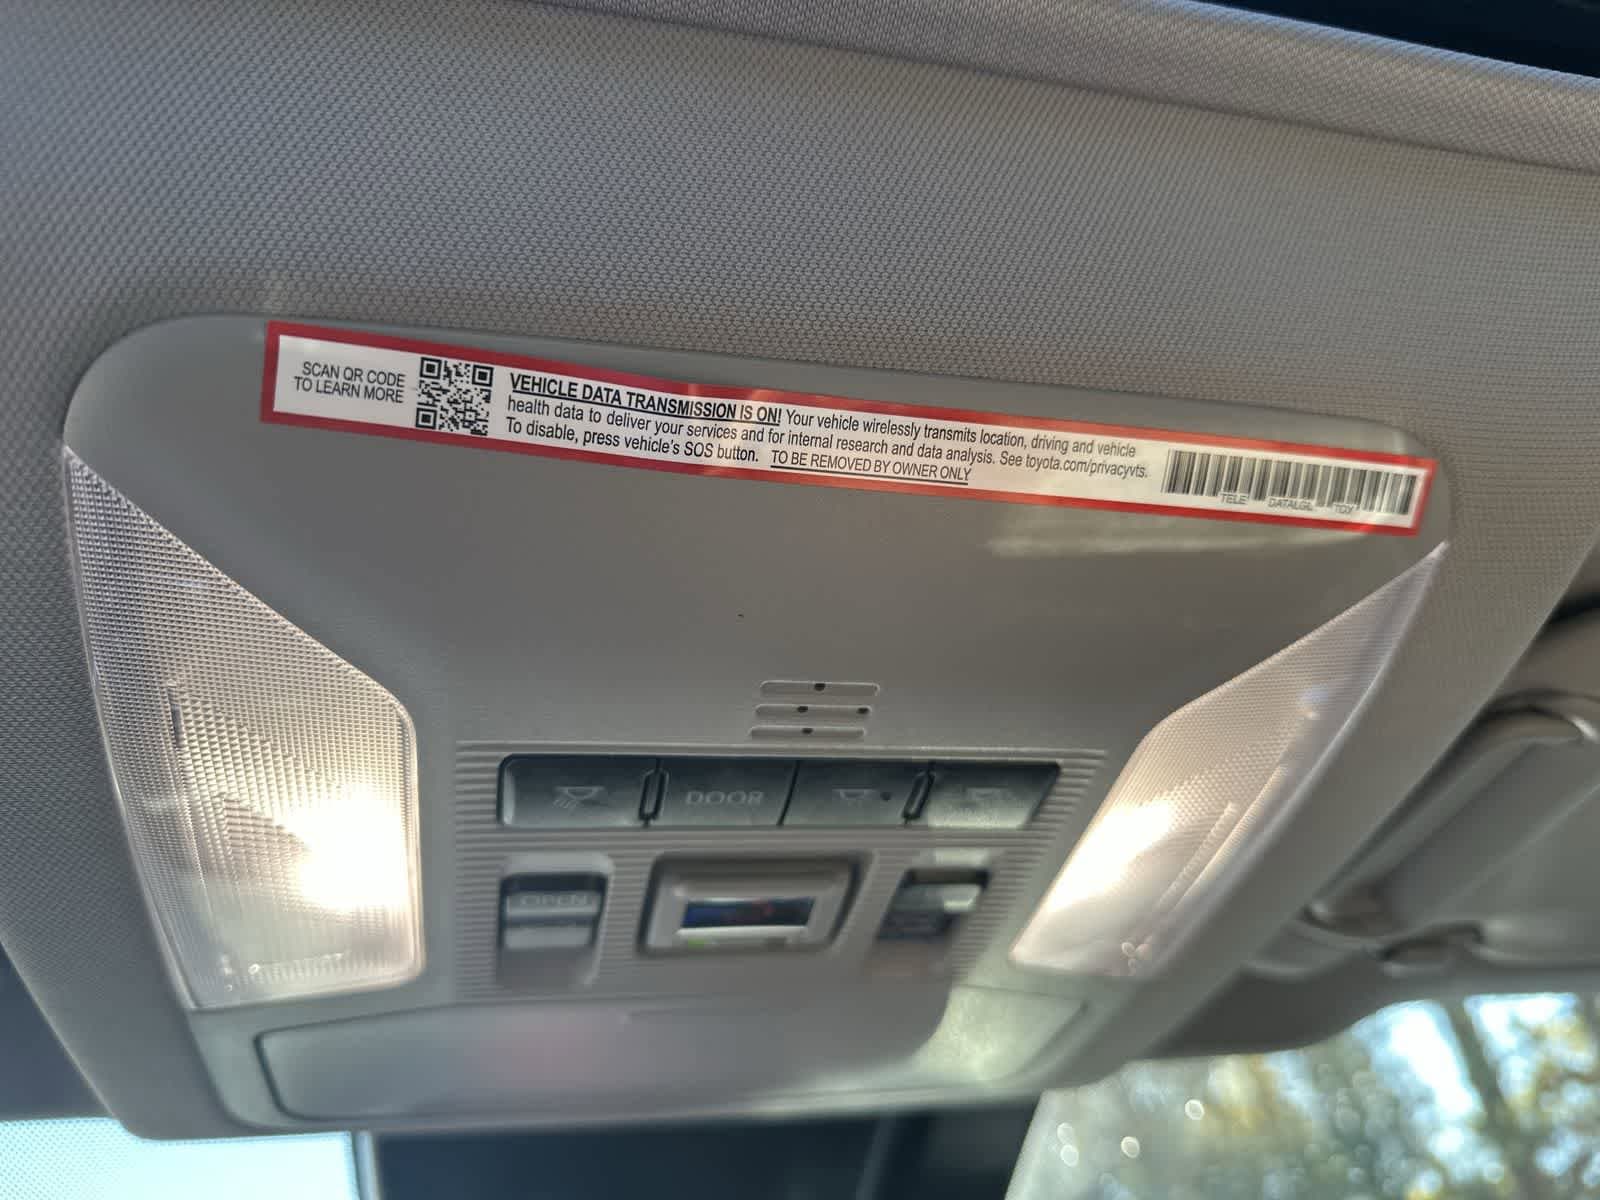 SCAN QR CODE
TO LEARN MORE
VEHICLE DATA TRANSMISSION IS ON! Your vehicle wirelessly transmits location, driving and vehicle
health data to deliver your services and for internal research and data analysis. See toyota.com/privacyvts.
To disable, press vehicle's SOS button. TO BE REMOVED BY OWNER ONLY
TELE DATALGL TOY
DOOR
OPEN